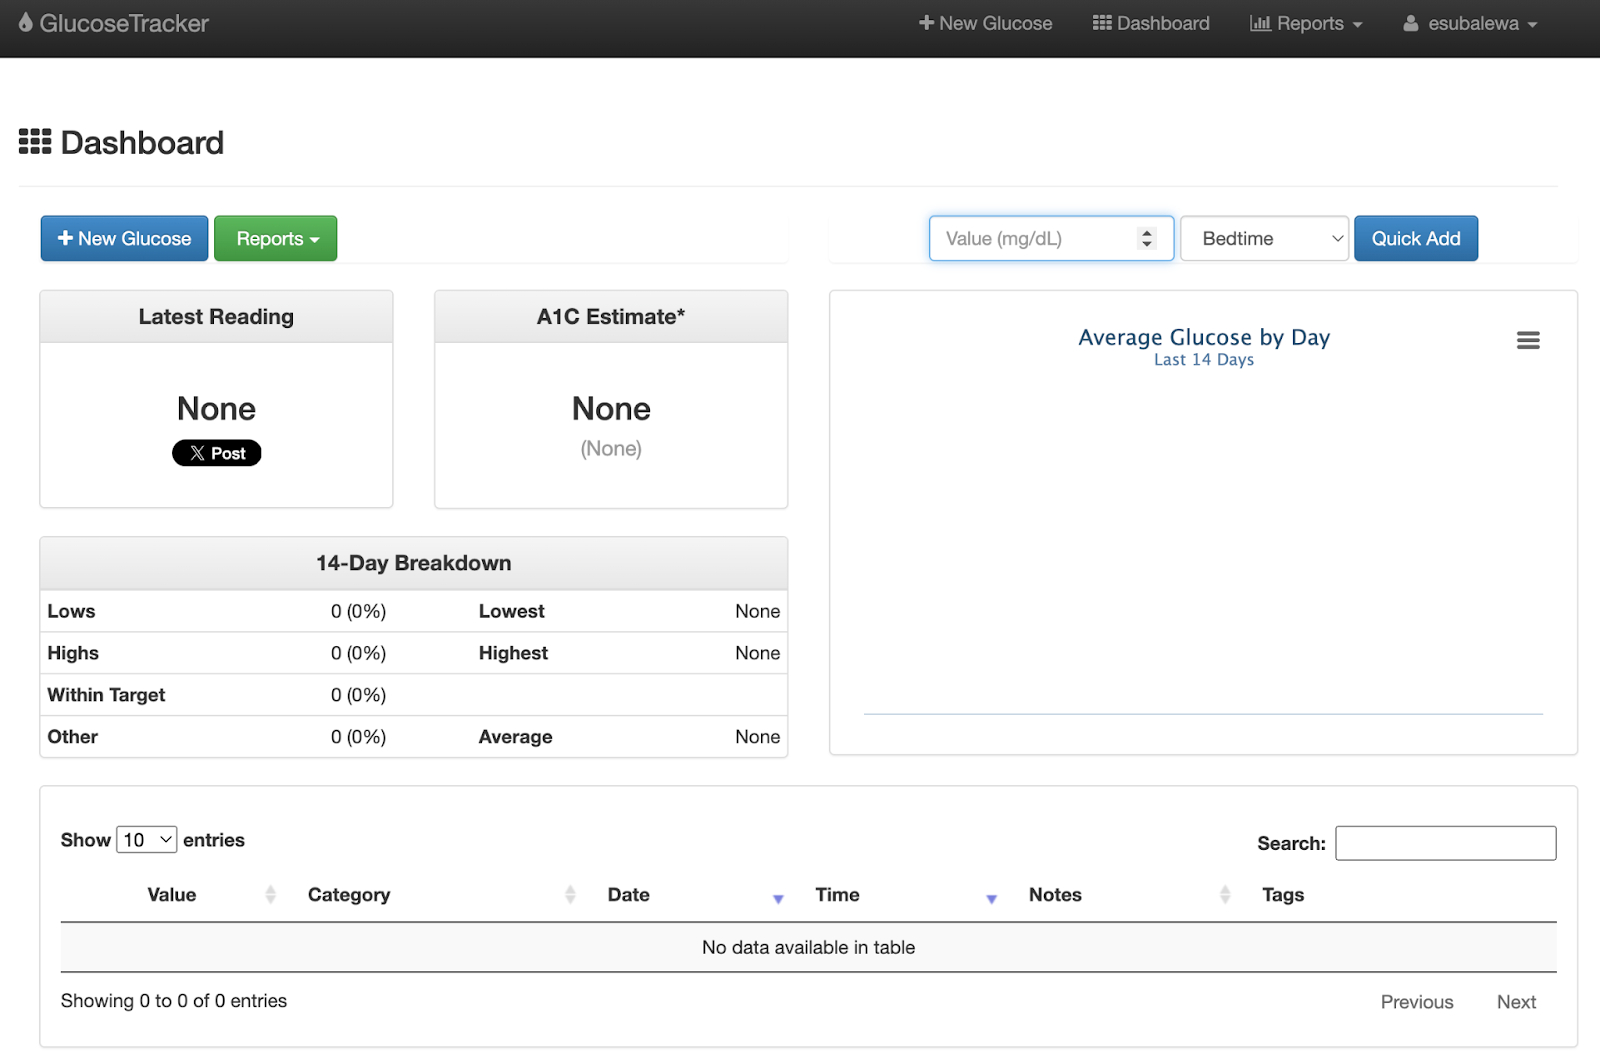 GlucoseTracker
New Glucose Dashboard Reports esubalewa
Dashboard
New Glucose Reports
Value (mg/dL) Bedtime Quick Add
Latest Reading
None
Post
A1C Estimate*
None
(None)
Average Glucose by Day
Last 14 Days
14-Day Breakdown
Lows 0 (0%) Lowest None
Highs 0 (0%) Highest None
Within Target 0 (0%)
Other 0 (0%) Average None
Show 10 entries
Search:
Value Category Date Time Notes Tags
No data available in table
Showing 0 to 0 of 0 entries
Previous Next